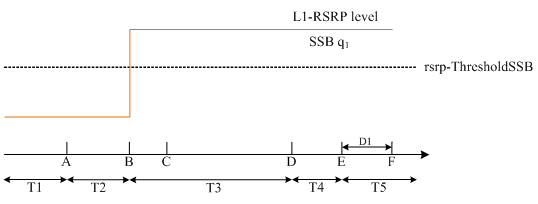 L1-RSRP level
SSB q1
rsrp-ThresholdSSB
D1
A B C D E F
T1 T2 T3 T4 T5